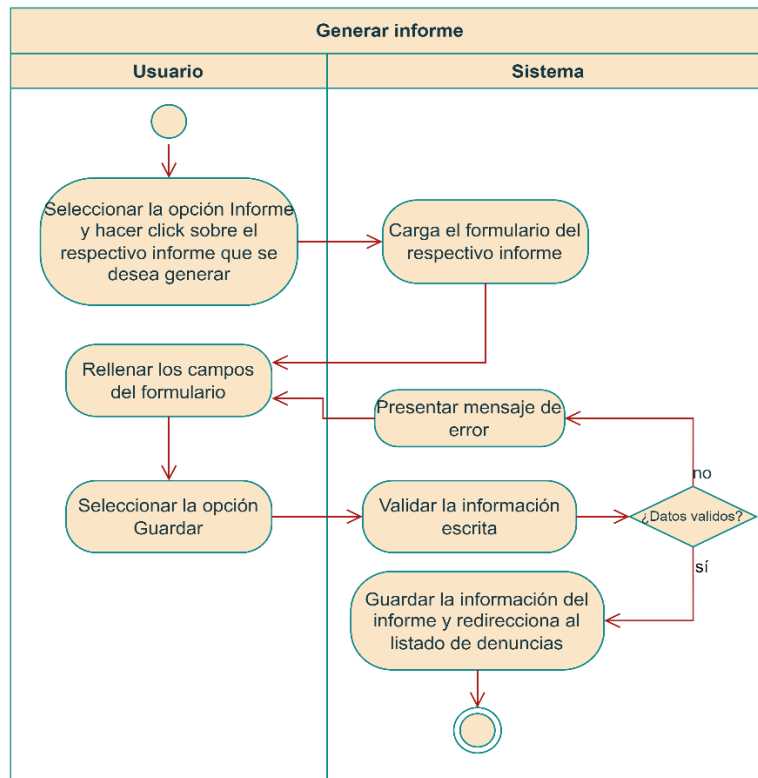 Generar informe
Usuario
Sistema
Seleccionar la opción Informe
y hacer click sobre el
respectivo informe que se
desea generar
Carga el formulario del
respectivo informe
Rellenar los campos
del formulario
Presentar mensaje de
error
no
Seleccionar la opción
Guardar
Validar la información
escrita
¿Datos validos?
sí
Guardar la información del
informe y redirecciona al
listado de denuncias